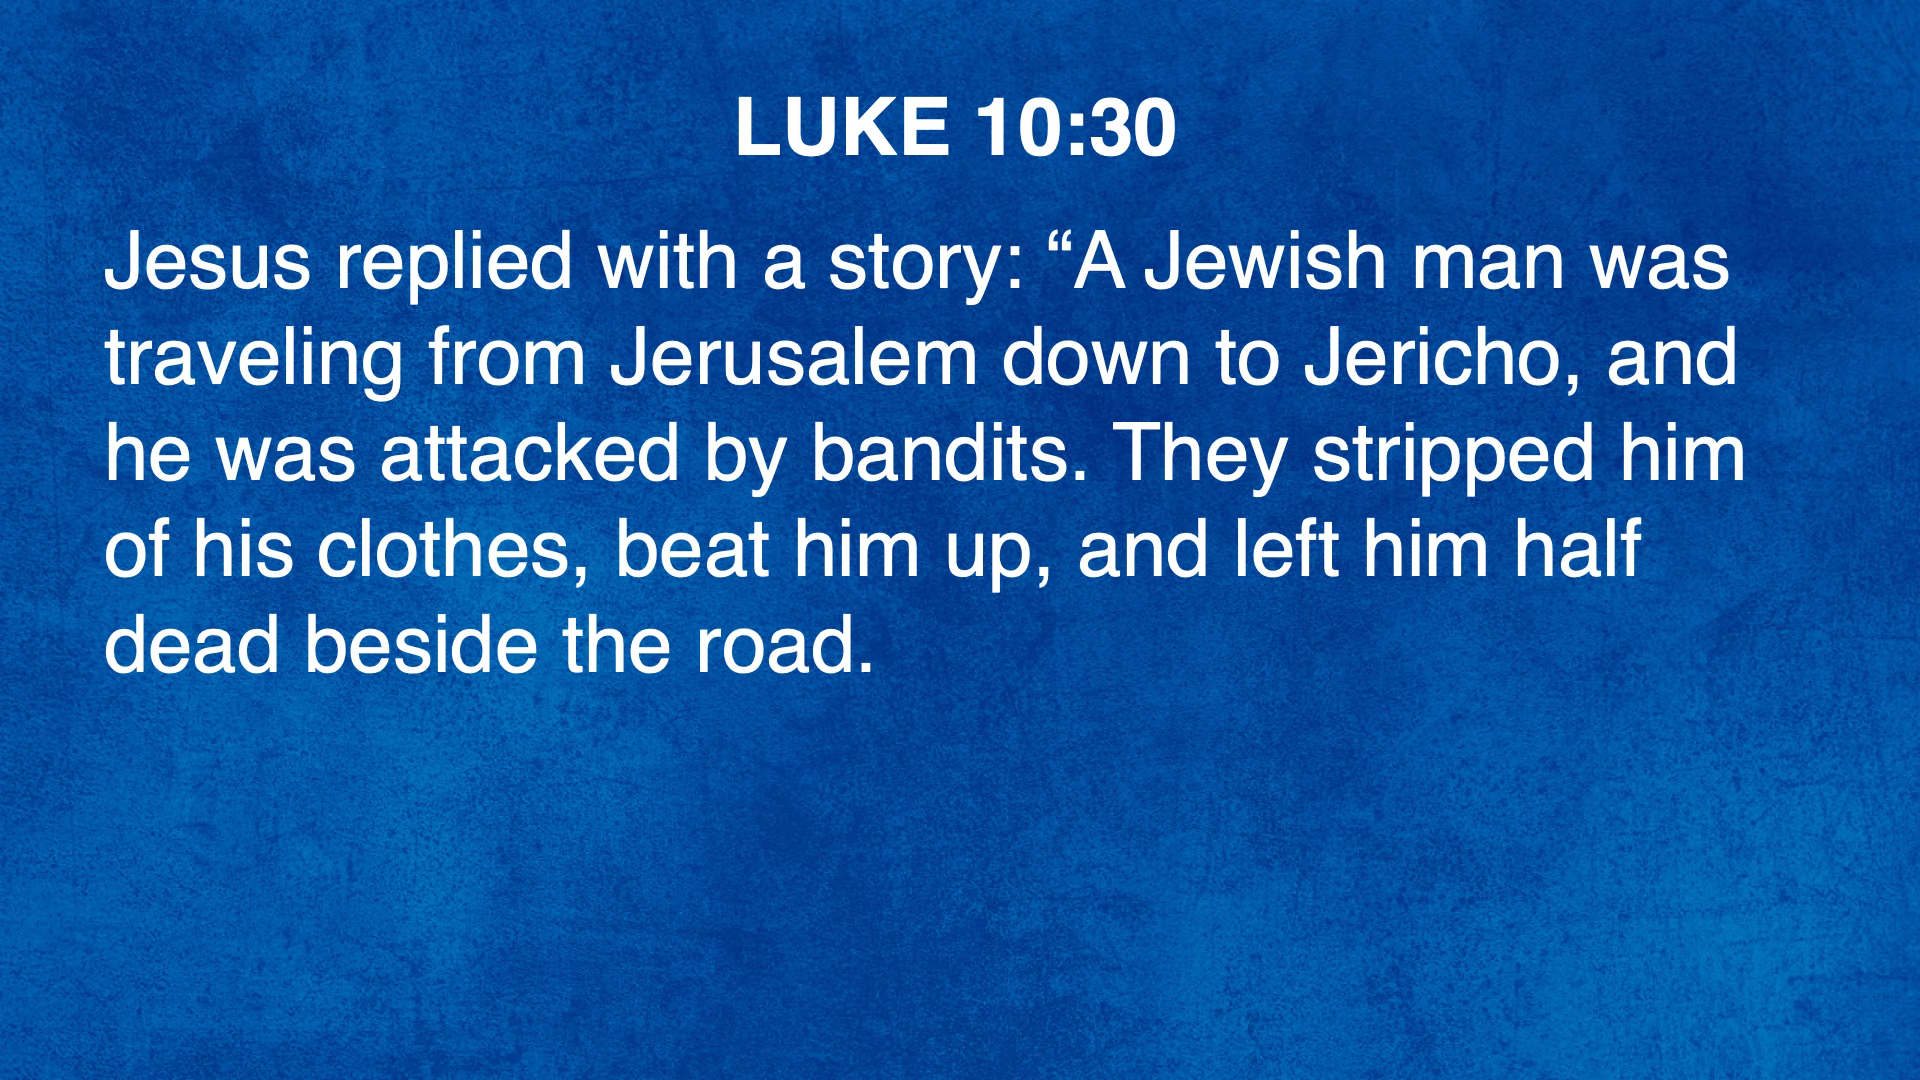 LUKE 10:30
Jesus replied with a story: “A Jewish man was
traveling from Jerusalem down to Jericho, and
he was attacked by bandits. They stripped him
of his clothes, beat him up, and left him half
dead beside the road.